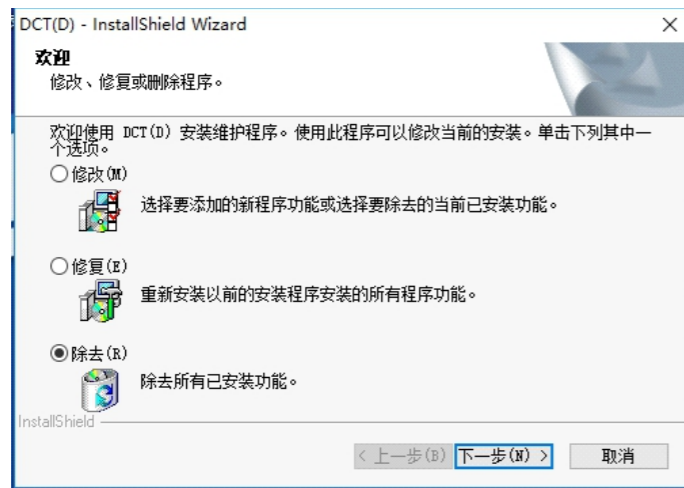 DCT(D) - InstallShield Wizard
欢迎
修改、修复或删除程序。
欢迎使用 DCT(D) 安装维护程序。使用此程序可以修改当前的安装。单击下列其中一
个选项。
修改(M)
选择要添加的新程序功能或选择要除去的当前已安装功能。
修复(E)
重新安装以前的安装程序安装的所有程序功能。
除去(R)
除去所有已安装功能。
InstallShield
< 上一步(B) 下一步(N) > 取消